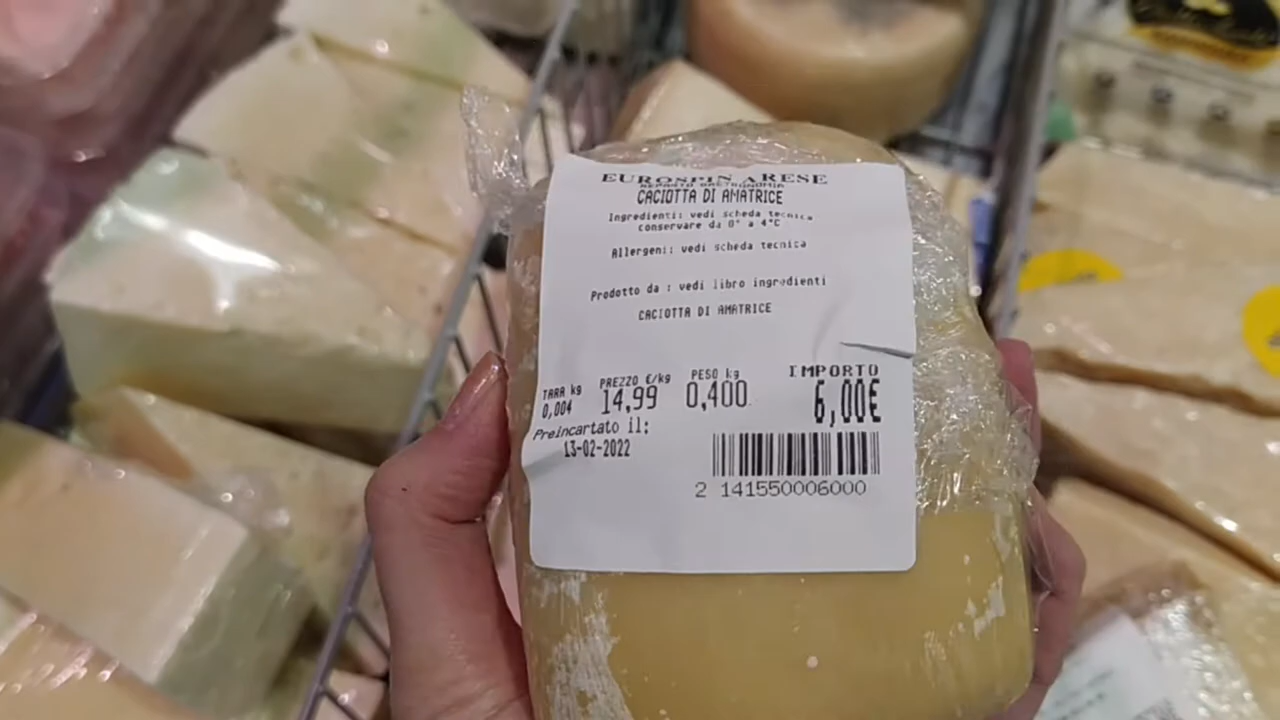 EUROSPIN ARESE
REPARTO GASTRONOMIA
CACIOTTA DI AMATRICE
Ingredienti: vedi scheda tecnica
conservare da 0° a 4°C
Allergeni: vedi scheda tecnica
Prodotto da : vedi libro ingredienti
CACIOTTA DI AMATRICE
TARA kg PREZZO €/kg PESO kg IMPORTO
0,004 14,99 0,400 6,00€
Preincartato il:
13-02-2022
2 141550006000